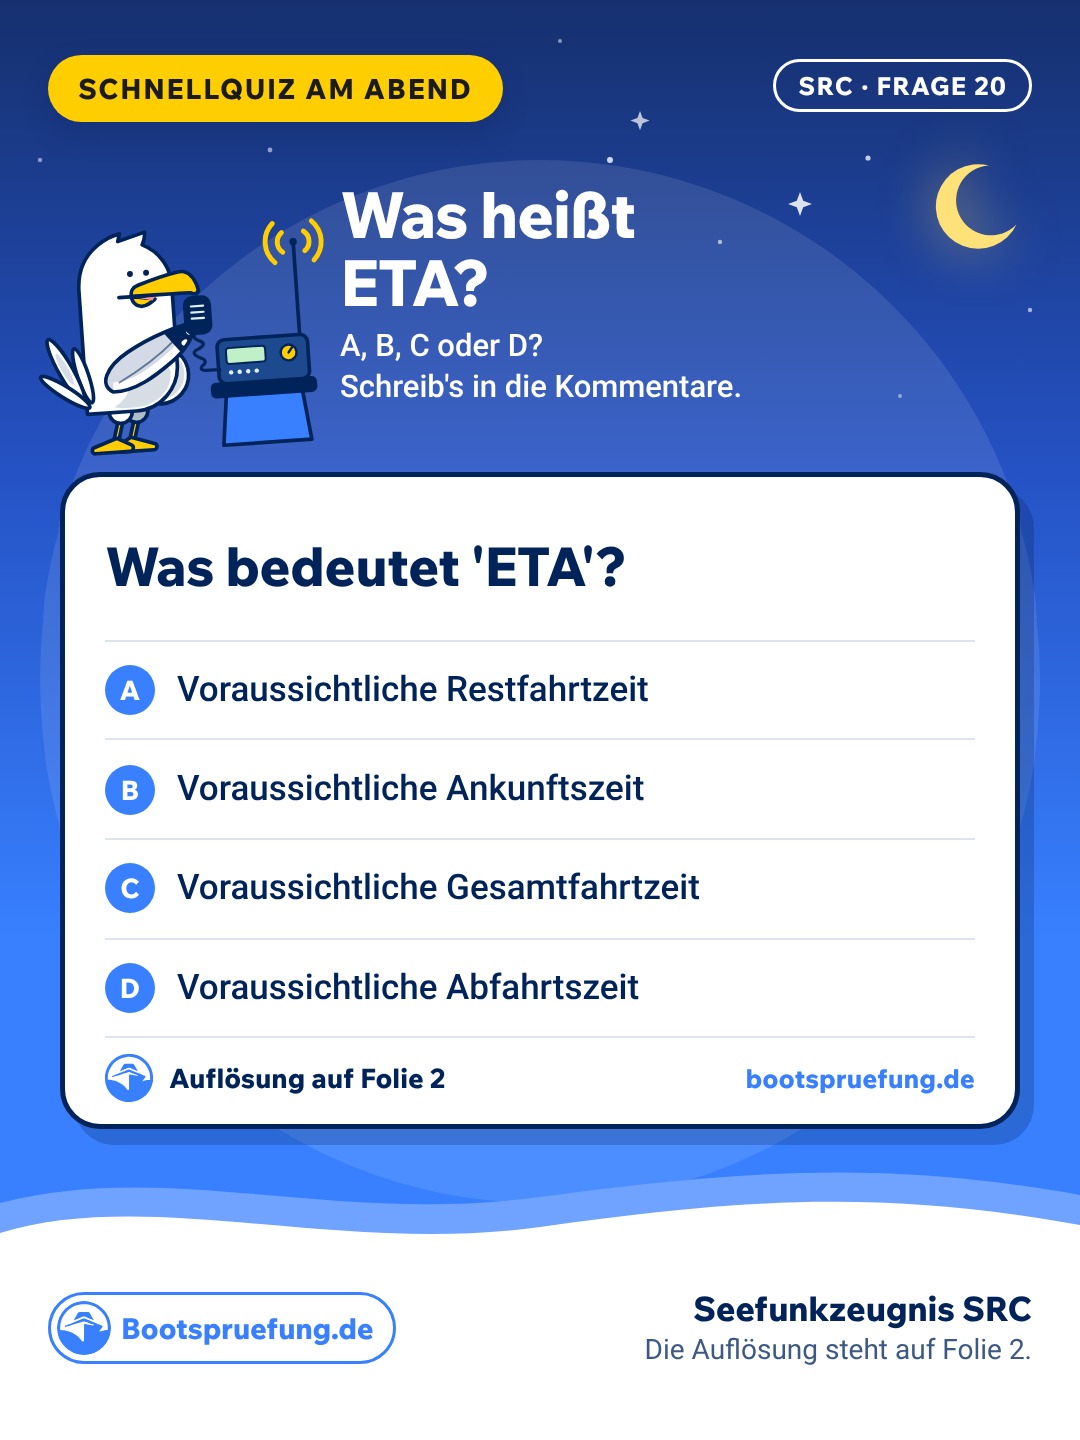 SCHNELLQUIZ AM ABEND
SRC · FRAGE 20
Was heißt
ETA?
A, B, C oder D?
Schreib's in die Kommentare.
Was bedeutet 'ETA'?
A Voraussichtliche Restfahrtzeit
B Voraussichtliche Ankunftszeit
C Voraussichtliche Gesamtfahrtzeit
D Voraussichtliche Abfahrtszeit
Auflösung auf Folie 2
bootspruefung.de
Bootspruefung.de
Seefunkzeugnis SRC
Die Auflösung steht auf Folie 2.